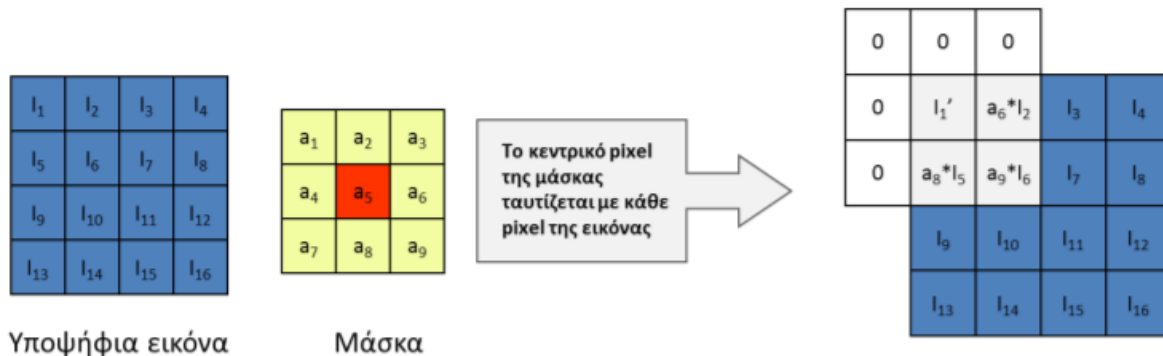 I₁ I₂ I₃ I₄
I₅ I₆ I₇ I₈
I₉ I₁₀ I₁₁ I₁₂
I₁₃ I₁₄ I₁₅ I₁₆
Υποψήφια εικόνα
a₁ a₂ a₃
a₄ a₅ a₆
a₇ a₈ a₉
Μάσκα
Το κεντρικό pixel
της μάσκας
ταυτίζεται με κάθε
pixel της εικόνας
0 0 0
0 I₁′ a₆*I₂ I₃ I₄
0 a₈*I₅ a₉*I₆ I₇ I₈
I₉ I₁₀ I₁₁ I₁₂
I₁₃ I₁₄ I₁₅ I₁₆